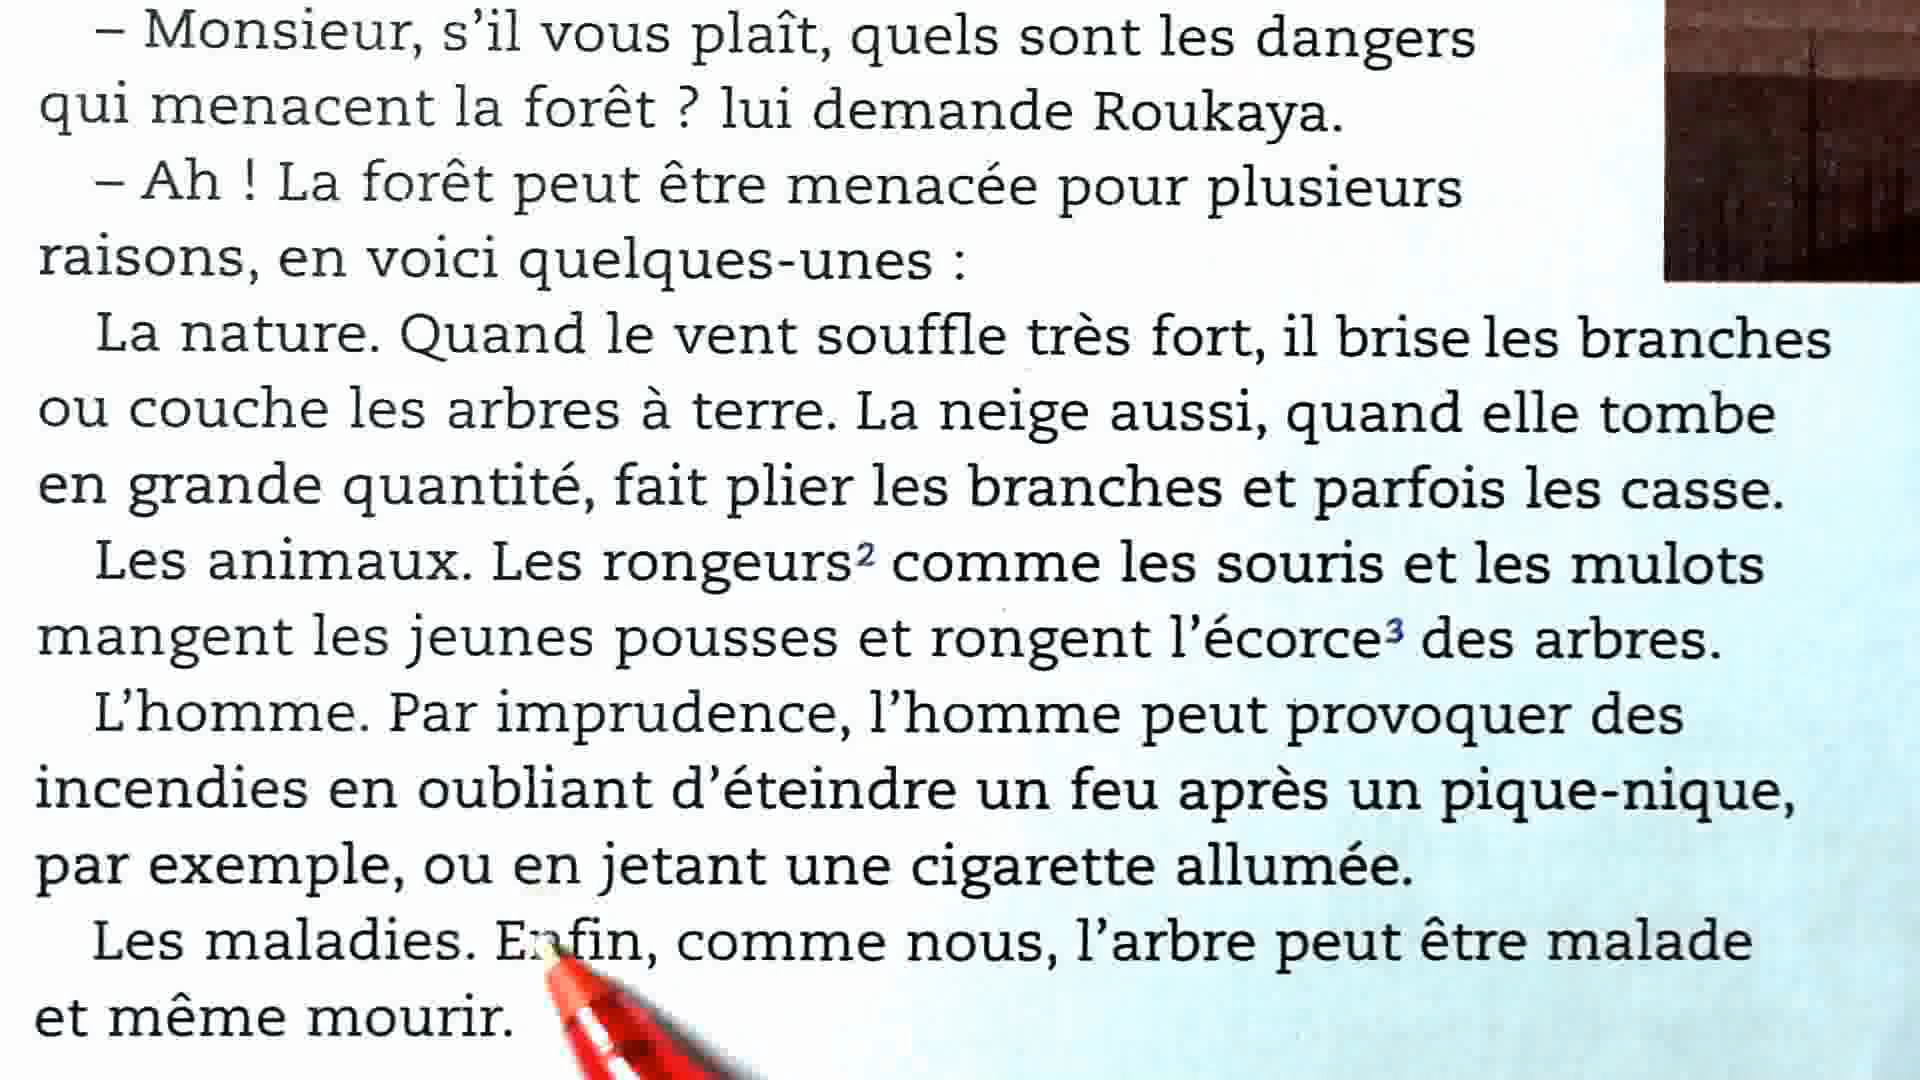 – Monsieur, s'il vous plaît, quels sont les dangers
qui menacent la forêt ? lui demande Roukaya.
– Ah ! La forêt peut être menacée pour plusieurs
raisons, en voici quelques-unes :
La nature. Quand le vent souffle très fort, il brise les branches
ou couche les arbres à terre. La neige aussi, quand elle tombe
en grande quantité, fait plier les branches et parfois les casse.
Les animaux. Les rongeurs² comme les souris et les mulots
mangent les jeunes pousses et rongent l'écorce³ des arbres.
L'homme. Par imprudence, l'homme peut provoquer des
incendies en oubliant d'éteindre un feu après un pique-nique,
par exemple, ou en jetant une cigarette allumée.
Les maladies. Enfin, comme nous, l'arbre peut être malade
et même mourir.